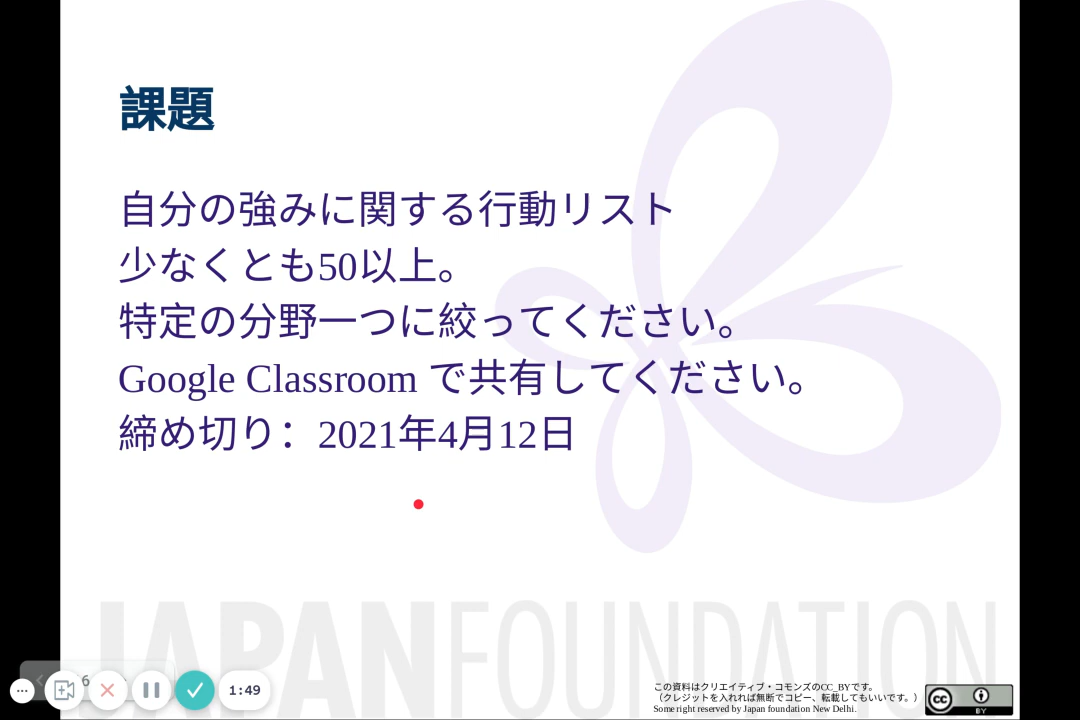 課題
自分の強みに関する行動リスト
少なくとも50以上。
特定の分野一つに絞ってください。
Google Classroom で共有してください。
締め切り：2021年4月12日
JAPANFOUNDATION
6
1:49
この資料はクリエイティブ・コモンズのCC_BYです。
（クレジットを入れれば無断でコピー、転載してもいいです。）
Some right reserved by Japan foundation New Delhi.
cc
BY